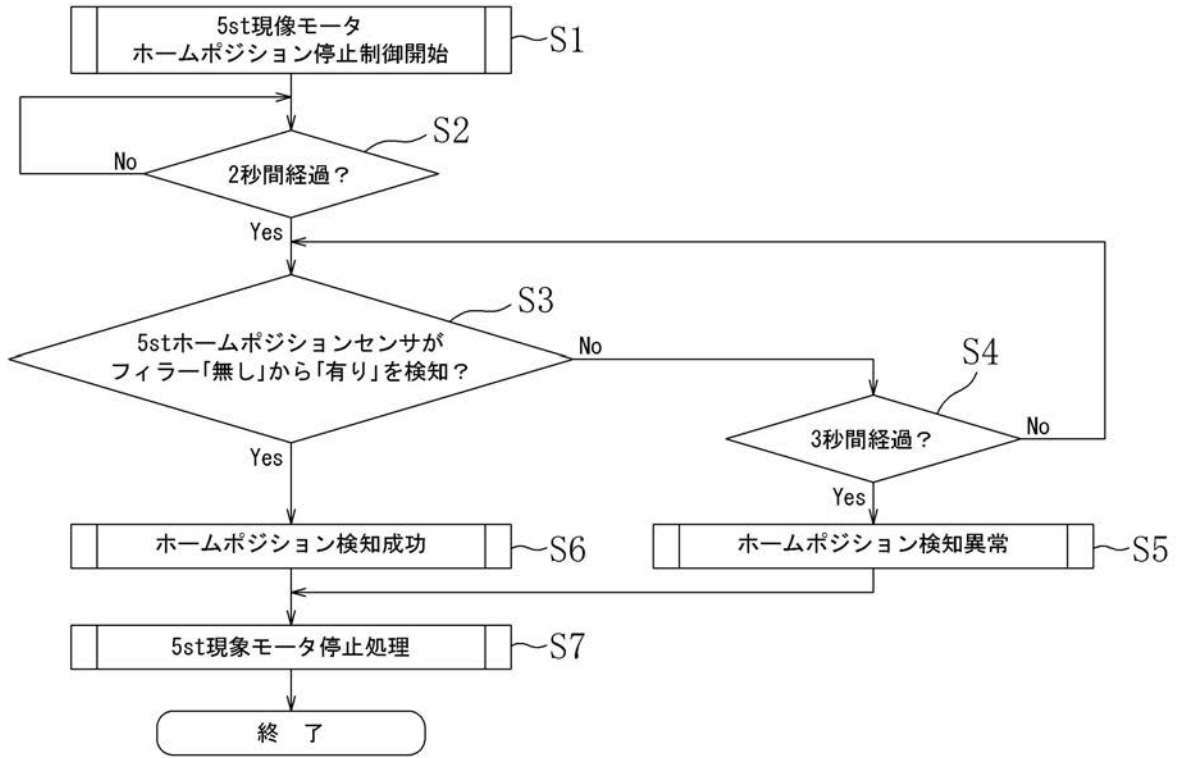 5st現像モータ
ホームポジション停止制御開始
S1
S2
No
2秒間経過?
Yes
S3
5stホームポジションセンサが
フィラー｢無し｣から｢有り｣を検知?
No
S4
3秒間経過?
No
Yes
Yes
ホームポジション検知成功
S6
ホームポジション検知異常
S5
5st現象モータ停止処理
S7
終 了